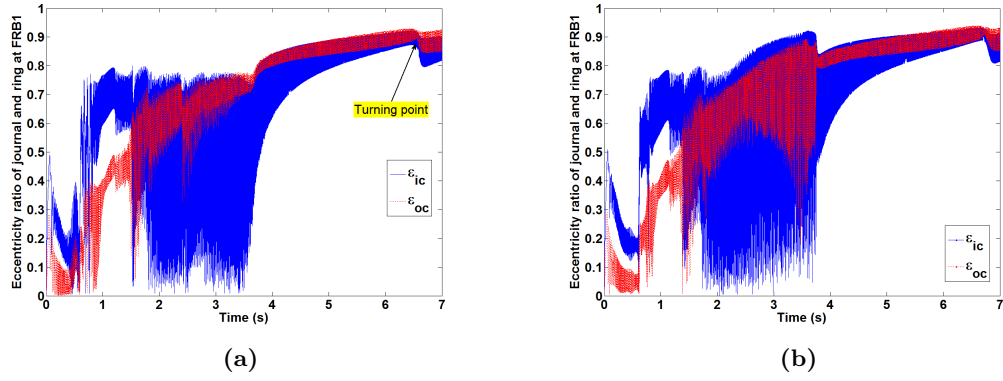 Eccentricity ratio of journal and ring at FRB1
1
0.9
0.8
0.7
0.6
0.5
0.4
0.3
0.2
0.1
0
0 1 2 3 4 5 6 7
Time (s)
Turning point
εic
εoc
(a)
Eccentricity ratio of journal and ring at FRB1
1
0.9
0.8
0.7
0.6
0.5
0.4
0.3
0.2
0.1
0
0 1 2 3 4 5 6 7
Time (s)
εic
εoc
(b)